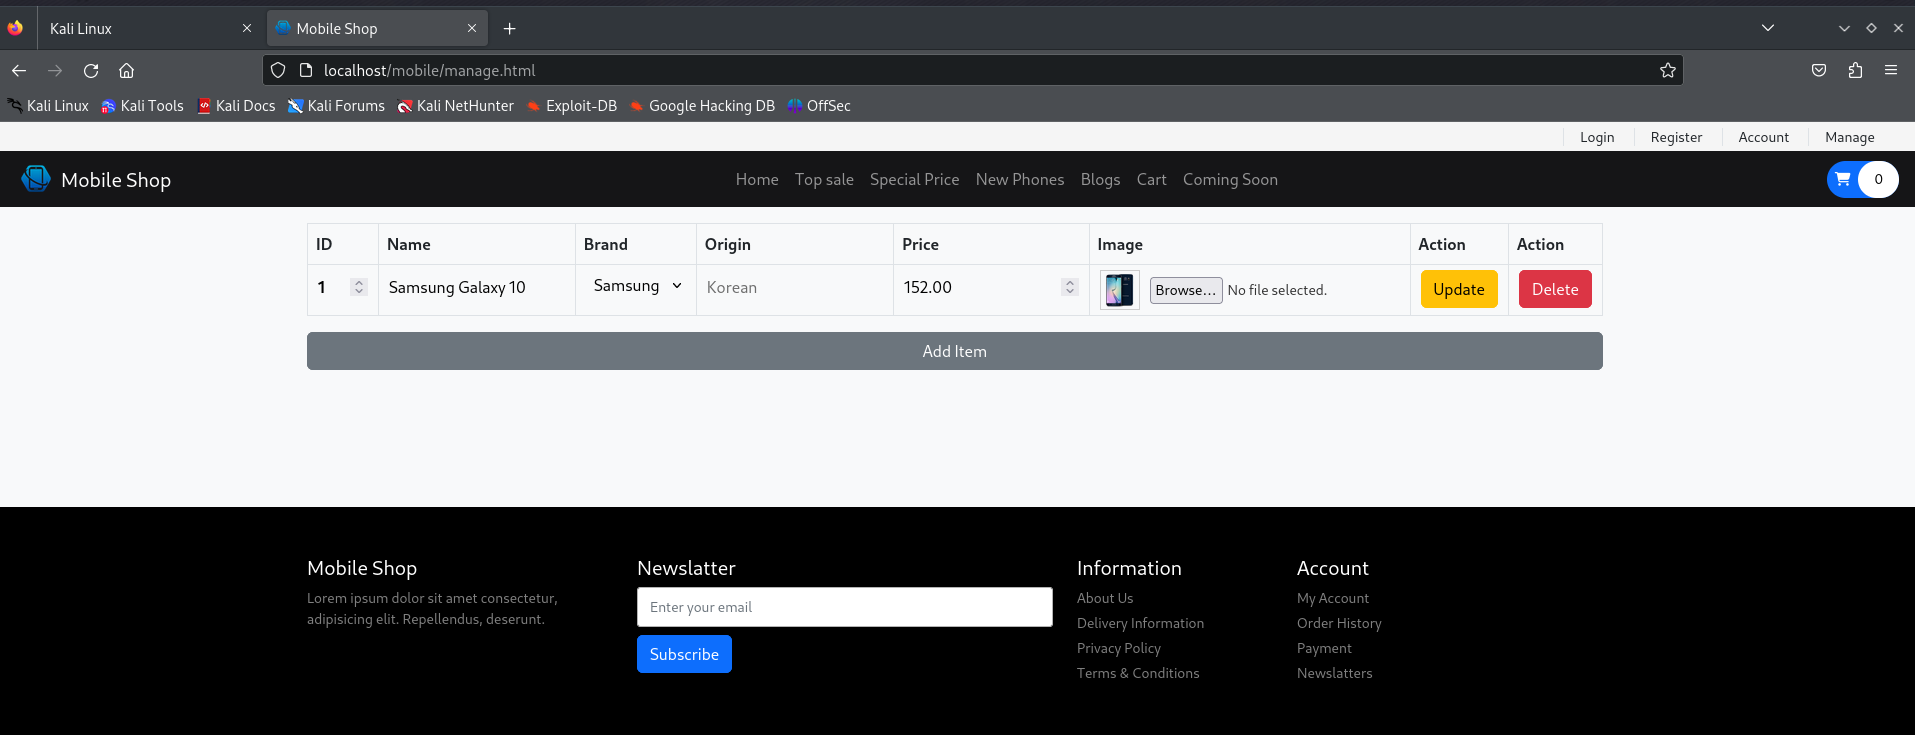 Kali Linux
Mobile Shop
localhost/mobile/manage.html
Kali Linux Kali Tools Kali Docs Kali Forums Kali NetHunter Exploit-DB Google Hacking DB OffSec
Login Register Account Manage
Mobile Shop Home Top sale Special Price New Phones Blogs Cart Coming Soon 0
ID Name Brand Origin Price Image Action Action
1 Samsung Galaxy 10 Samsung Korean 152.00 Browse... No file selected. Update Delete
Add Item
Mobile Shop
Lorem ipsum dolor sit amet consectetur,
adipisicing elit. Repellendus, deserunt.
Newslatter
Enter your email
Subscribe
Information
About Us
Delivery Information
Privacy Policy
Terms & Conditions
Account
My Account
Order History
Payment
Newslatters